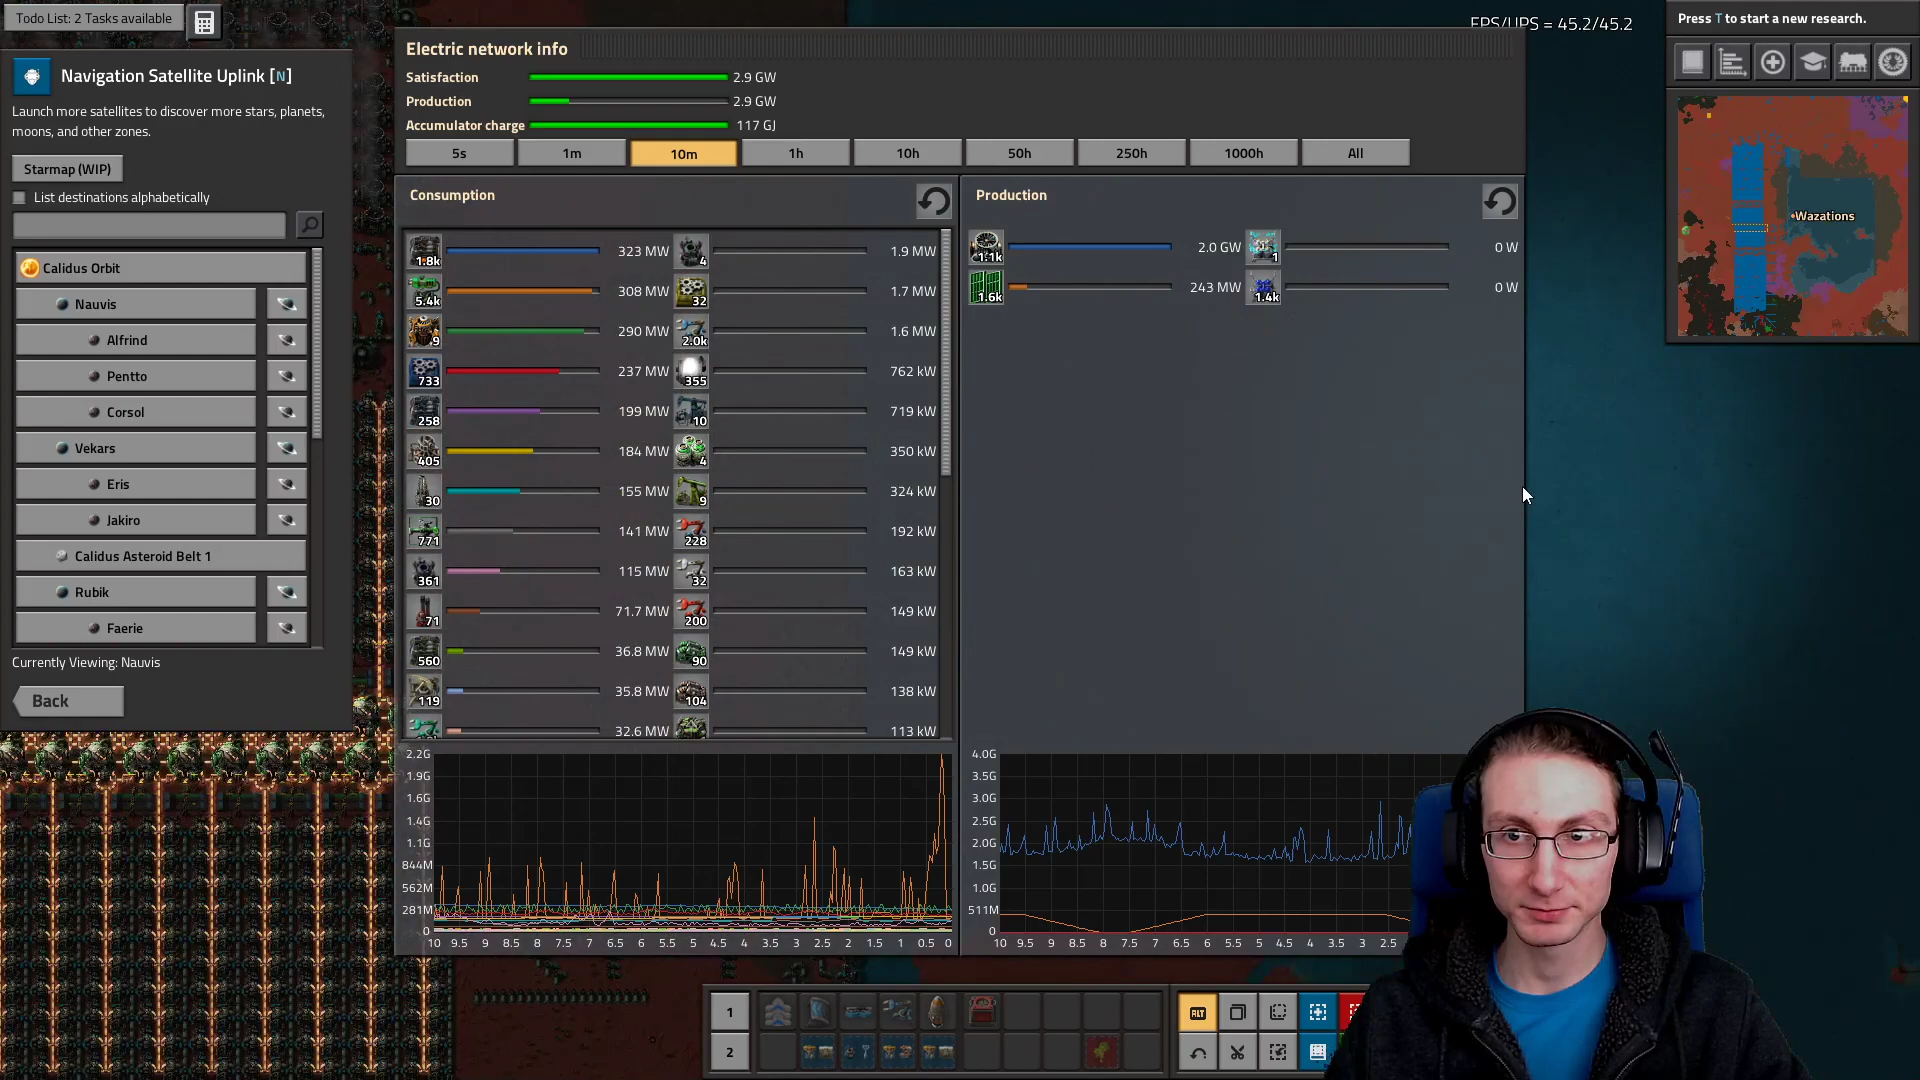 Todo List: 2 Tasks available
Navigation Satellite Uplink [N]
Launch more satellites to discover more stars, planets,
moons, and other zones.
Starmap (WIP)
List destinations alphabetically
Calidus Orbit
Nauvis
Alfrind
Pentto
Corsol
Vekars
Eris
Jakiro
Calidus Asteroid Belt 1
Rubik
Faerie
Currently Viewing: Nauvis
Back
Electric network info
Satisfaction 2.9 GW
Production 2.9 GW
Accumulator charge 117 GJ
5s 1m 10m 1h 10h 50h 250h 1000h All
Consumption
1.8k 323 MW 4 1.9 MW
5.4k 308 MW 32 1.7 MW
9 290 MW 2.0k 1.6 MW
733 237 MW 355 762 kW
258 199 MW 10 719 kW
405 184 MW 4 350 kW
30 155 MW 9 324 kW
771 141 MW 228 192 kW
361 115 MW 32 163 kW
71 71.7 MW 200 149 kW
560 36.8 MW 90 149 kW
119 35.8 MW 104 138 kW
32.6 MW 113 kW
2.2G
1.9G
1.6G
1.4G
1.1G
844M
562M
281M
0
10 9.5 9 8.5 8 7.5 7 6.5 6 5.5 5 4.5 4 3.5 3 2.5 2 1.5 1 0.5 0
Production
1.1k 2.0 GW 1 0 W
1.6k 243 MW 1.4k 0 W
4.0G
3.5G
3.0G
2.5G
2.0G
1.5G
1.0G
511M
0
10 9.5 9 8.5 8 7.5 7 6.5 6 5.5 5 4.5 4 3.5 3 2.5
FPS/UPS = 45.2/45.2
Press T to start a new research.
Wazations
1
2
ALT